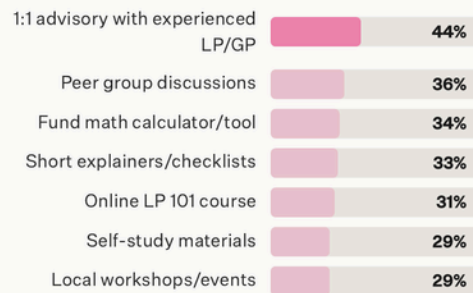 1:1 advisory with experienced
LP/GP
44%
Peer group discussions 36%
Fund math calculator/tool 34%
Short explainers/checklists 33%
Online LP 101 course 31%
Self-study materials 29%
Local workshops/events 29%